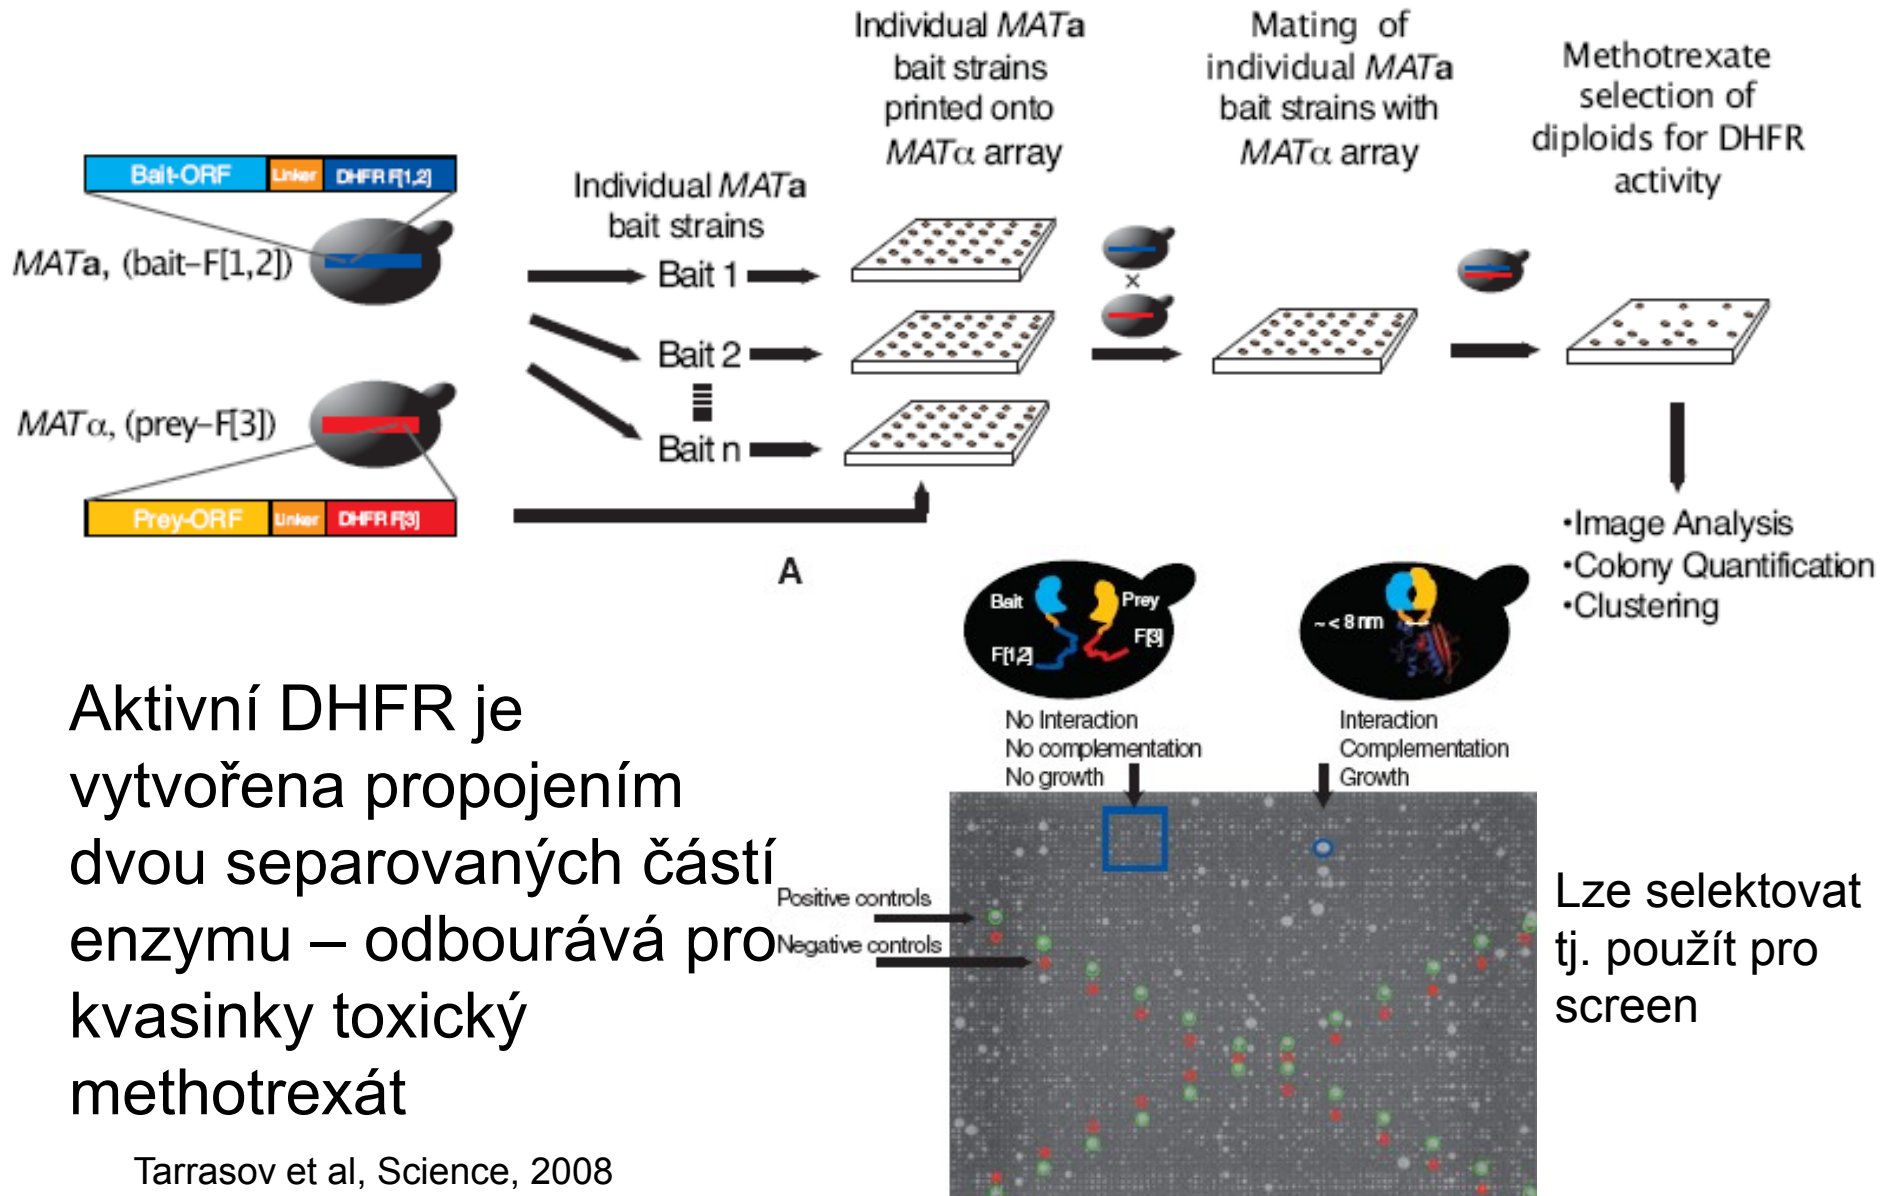 Individual MATa
bait strains
printed onto
MATα array
Mating of
individual MATa
bait strains with
MATα array
Methotrexate
selection of
diploids for DHFR
activity
Bait-ORF
Linker
DHFR F[1,2]
MATa, (bait–F[1,2])
Individual MATa
bait strains
Bait 1
Bait 2
Bait n
×
MATα, (prey–F[3])
Prey-ORF
Linker
DHFR F[3]
•Image Analysis
•Colony Quantification
•Clustering
A
Bait
Prey
F[1,2]
F[3]
~ < 8 nm
No Interaction
No complementation
No growth
Interaction
Complementation
Growth
Positive controls
Negative controls
Aktivní DHFR je
vytvořena propojením
dvou separovaných částí
enzymu – odbourává pro
kvasinky toxický
methotrexát
Lze selektovat
tj. použít pro
screen
Tarrasov et al, Science, 2008